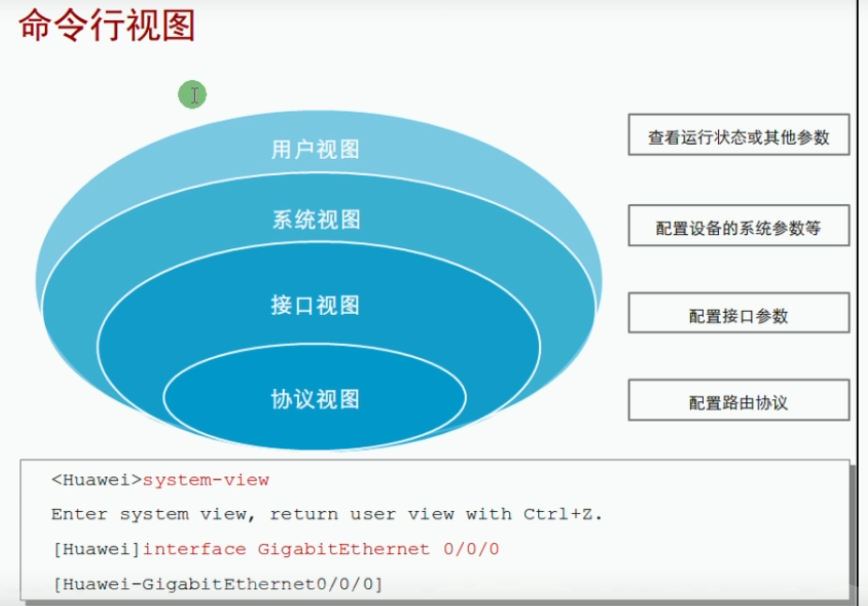 命令行视图
用户视图
查看运行状态或其他参数
系统视图
配置设备的系统参数等
接口视图
配置接口参数
协议视图
配置路由协议
<Huawei>system-view
Enter system view, return user view with Ctrl+Z.
[Huawei]interface GigabitEthernet 0/0/0
[Huawei-GigabitEthernet0/0/0]